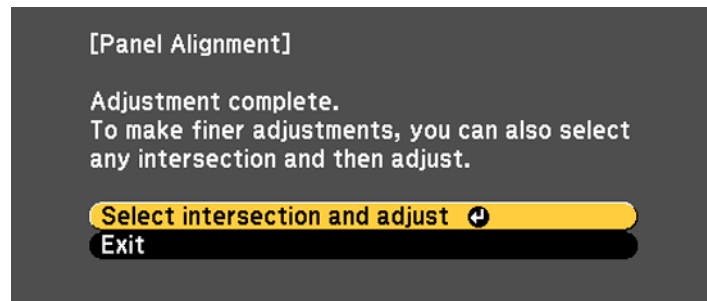 [Panel Alignment]
Adjustment complete.
To make finer adjustments, you can also select
any intersection and then adjust.
Select intersection and adjust
Exit